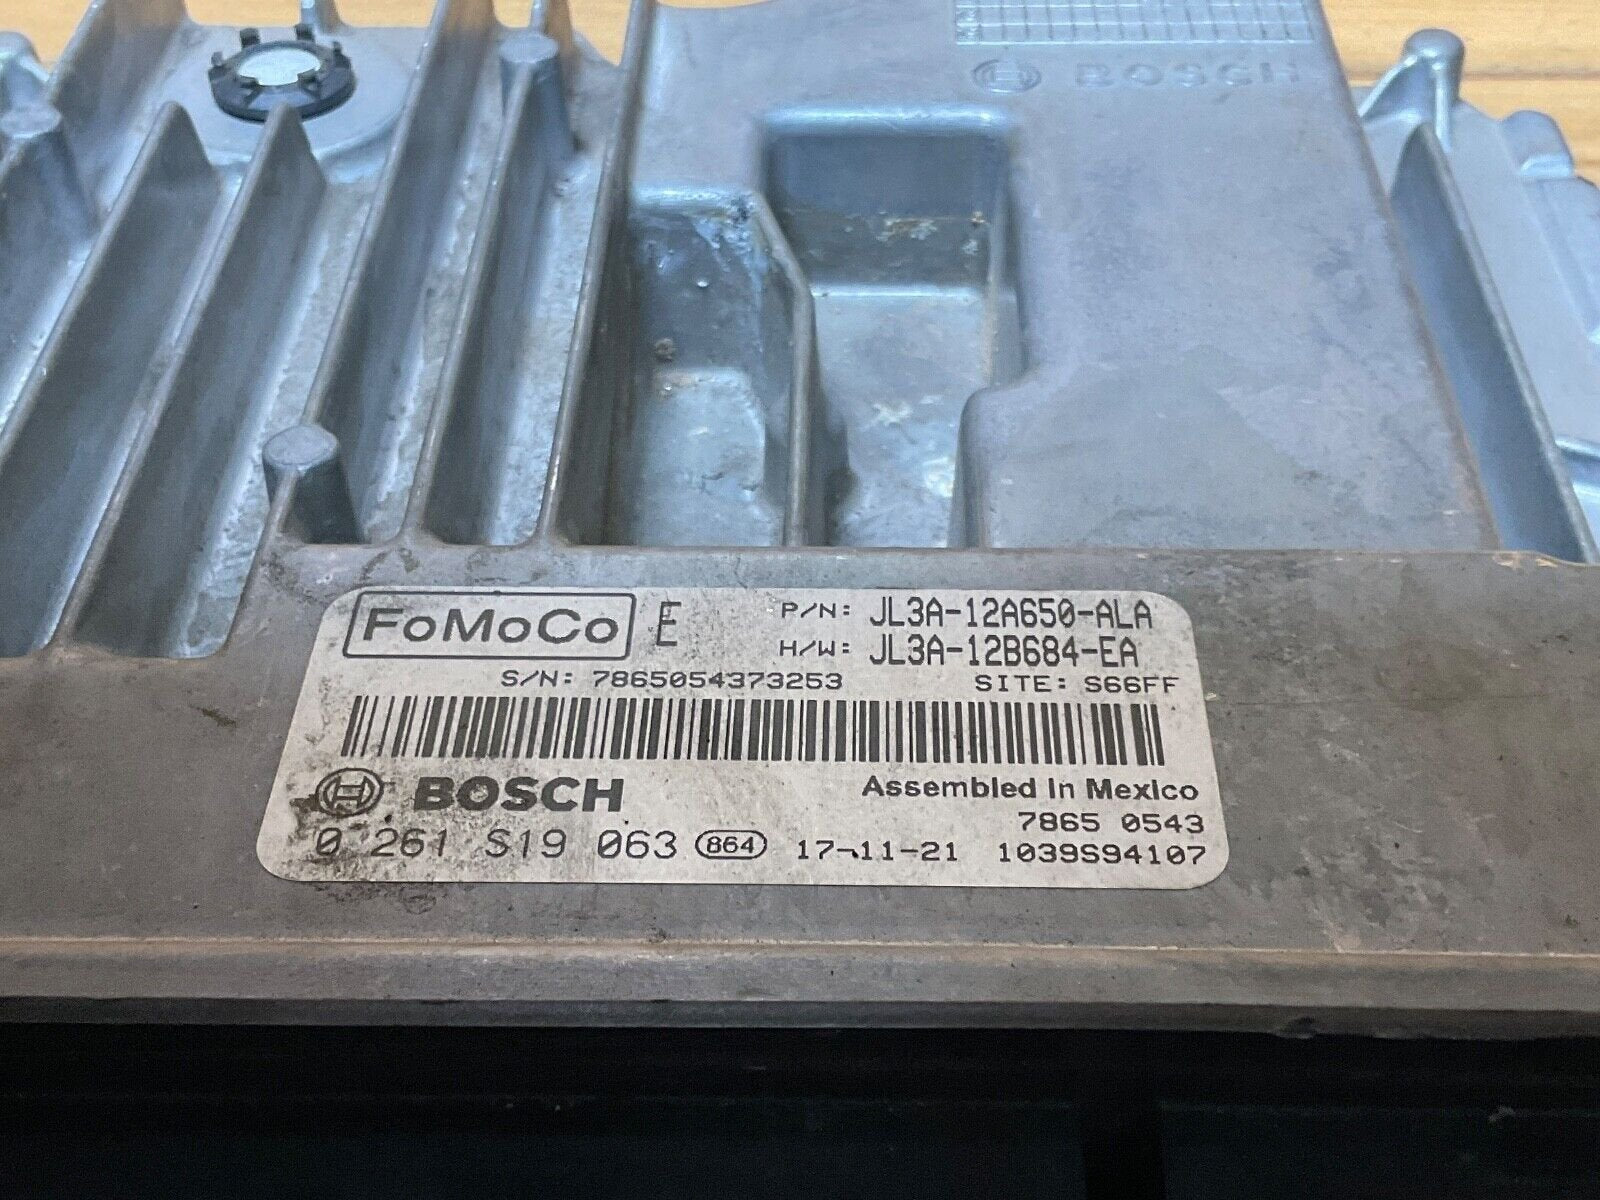 BOSCH
FoMoCo E P/N: JL3A-12A650-ALA
H/W: JL3A-12B684-EA
S/N: 7865054373253 SITE: S66FF
BOSCH Assembled In Mexico
7865 0543
0 261 S19 063 864 17-11-21 1039S94107